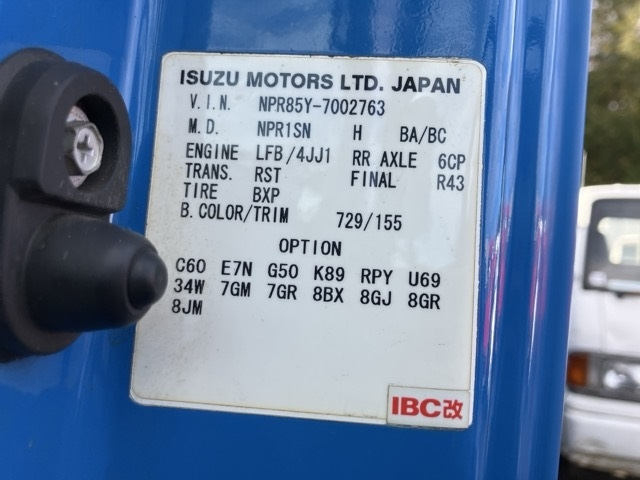 ISUZU MOTORS LTD. JAPAN
V.I.N. NPR85Y-7002763
M.D. NPR1SN H BA/BC
ENGINE LFB/4JJ1 RR AXLE 6CP
TRANS. RST FINAL R43
TIRE BXP
B.COLOR/TRIM 729/155
OPTION
C60 E7N G50 K89 RPY U69
34W 7GM 7GR 8BX 8GJ 8GR
8JM
IBC改